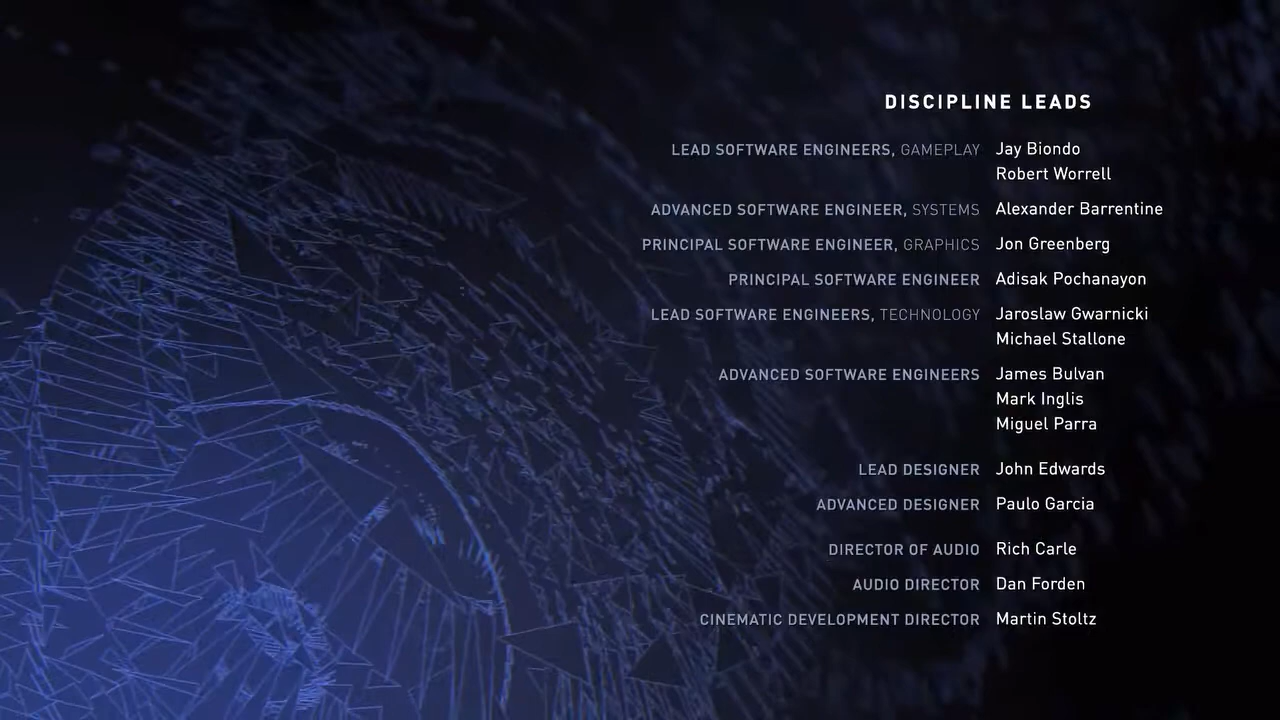 DISCIPLINE LEADS
LEAD SOFTWARE ENGINEERS, GAMEPLAY Jay Biondo
Robert Worrell
ADVANCED SOFTWARE ENGINEER, SYSTEMS Alexander Barrentine
PRINCIPAL SOFTWARE ENGINEER, GRAPHICS Jon Greenberg
PRINCIPAL SOFTWARE ENGINEER Adisak Pochanayon
LEAD SOFTWARE ENGINEERS, TECHNOLOGY Jaroslaw Gwarnicki
Michael Stallone
ADVANCED SOFTWARE ENGINEERS James Bulvan
Mark Inglis
Miguel Parra
LEAD DESIGNER John Edwards
ADVANCED DESIGNER Paulo Garcia
DIRECTOR OF AUDIO Rich Carle
AUDIO DIRECTOR Dan Forden
CINEMATIC DEVELOPMENT DIRECTOR Martin Stoltz